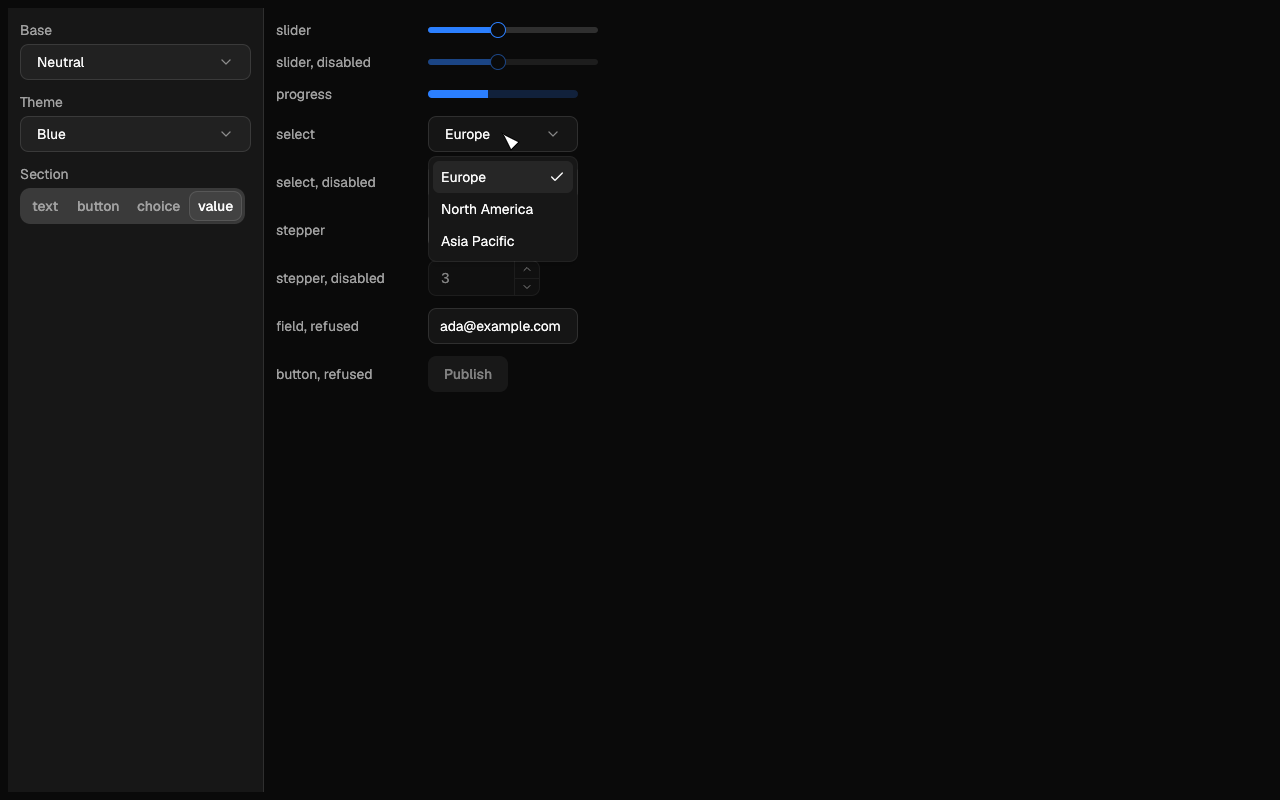 Base
Neutral
Theme
Blue
Section
text button choice value
slider
slider, disabled
progress
select Europe
Europe
North America
Asia Pacific
select, disabled
stepper
stepper, disabled 3
field, refused ada@example.com
button, refused Publish